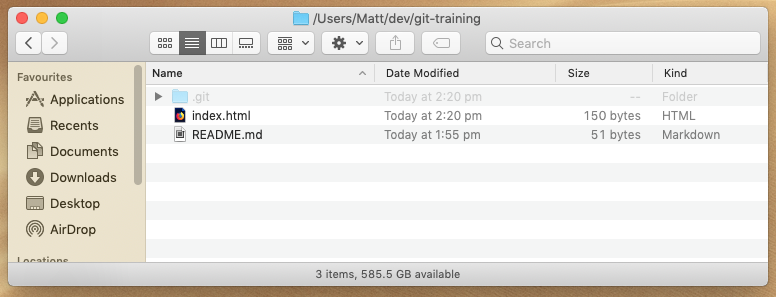 /Users/Matt/dev/git-training
Search
Favourites
Applications
Recents
Documents
Downloads
Desktop
AirDrop
Locations
Name Date Modified Size Kind
.git Today at 2:20 pm -- Folder
index.html Today at 2:20 pm 150 bytes HTML
README.md Today at 1:55 pm 51 bytes Markdown
3 items, 585.5 GB available